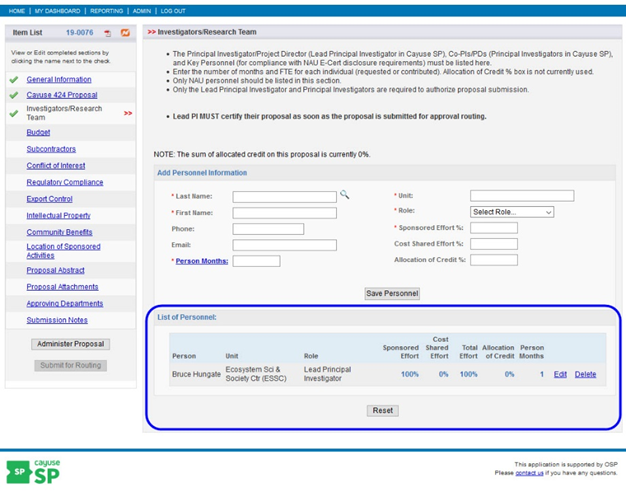 HOME | MY DASHBOARD | REPORTING | ADMIN | LOG OUT
Item List 19-0076
View or Edit completed sections by
clicking the name next to the check.
General Information
Cayuse 424 Proposal
Investigators/Research
Team >>
Budget
Subcontractors
Conflict of Interest
Regulatory Compliance
Export Control
Intellectual Property
Community Benefits
Location of Sponsored
Activities
Proposal Abstract
Proposal Attachments
Approving Departments
Submission Notes
Administer Proposal
Submit for Routing
>> Investigators/Research Team
• The Principal Investigator/Project Director (Lead Principal Investigator in Cayuse SP), Co-PIs/PDs (Principal Investigators in Cayuse SP),
and Key Personnel (for compliance with NAU E-Cert disclosure requirements) must be listed here.
• Enter the number of months and FTE for each individual (requested or contributed). Allocation of Credit % box is not currently used.
• Only NAU personnel should be listed in this section.
• Only the Lead Principal Investigator and Principal Investigators are required to authorize proposal submission.
• Lead PI MUST certify their proposal as soon as the proposal is submitted for approval routing.
NOTE: The sum of allocated credit on this proposal is currently 0%.
Add Personnel Information
* Last Name: * Unit:
* First Name: * Role: Select Role...
Phone: * Sponsored Effort %:
Email: Cost Shared Effort %:
* Person Months: Allocation of Credit %:
Save Personnel
List of Personnel:
Cost
Sponsored Shared Total Allocation Person
Person Unit Role Effort Effort Effort of Credit Months
Bruce Hungate Ecosystem Sci & Lead Principal 100% 0% 100% 0% 1 Edit Delete
Society Ctr (ESSC) Investigator
Reset
SP cayuse SP
This application is supported by OSP
Please contact us if you have any questions.